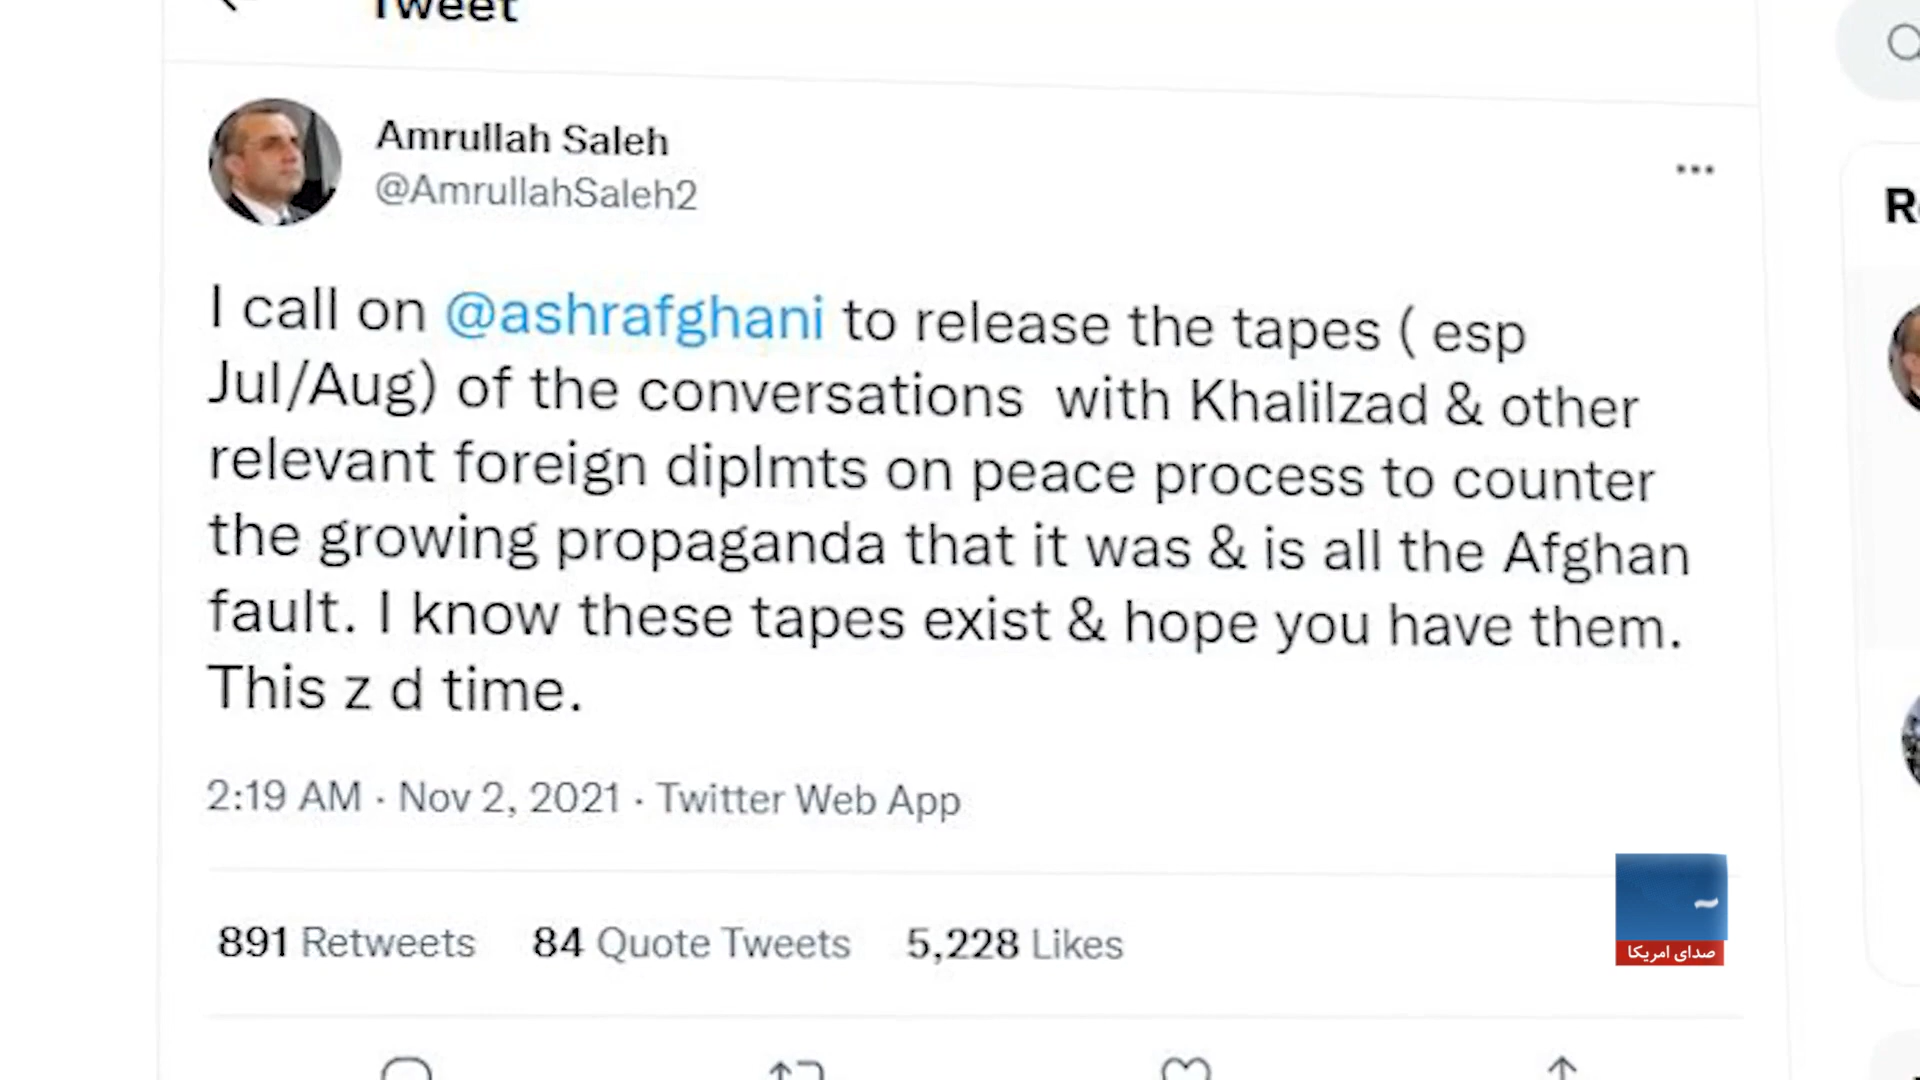 Tweet
Amrullah Saleh
@AmrullahSaleh2
I call on @ashrafghani to release the tapes ( esp
Jul/Aug) of the conversations with Khalilzad & other
relevant foreign diplmts on peace process to counter
the growing propaganda that it was & is all the Afghan
fault. I know these tapes exist & hope you have them.
This z d time.
2:19 AM · Nov 2, 2021 · Twitter Web App
891 Retweets 84 Quote Tweets 5,228 Likes
صدای امریکا